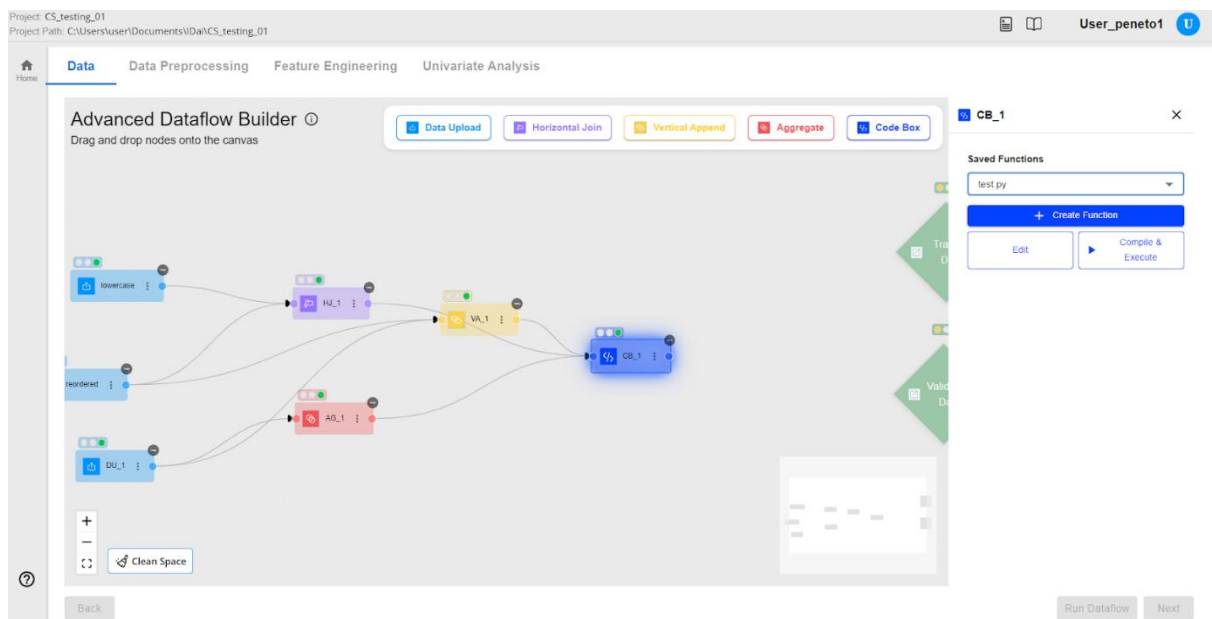 Project: CS_testing_01
Project Path: C:\Users\user\Documents\IDai\CS_testing_01
User_peneto1
U
Home
Data
Data Preprocessing
Feature Engineering
Univariate Analysis
Advanced Dataflow Builder
Drag and drop nodes onto the canvas
Data Upload
Horizontal Join
Vertical Append
Aggregate
Code Box
CB_1
Saved Functions
test.py
+ Create Function
Edit
Compile &
Execute
lowercase
HJ_1
VA_1
CB_1
reordered
AG_1
DU_1
Tra
D
Valid
Da
Clean Space
Back
Run Dataflow
Next